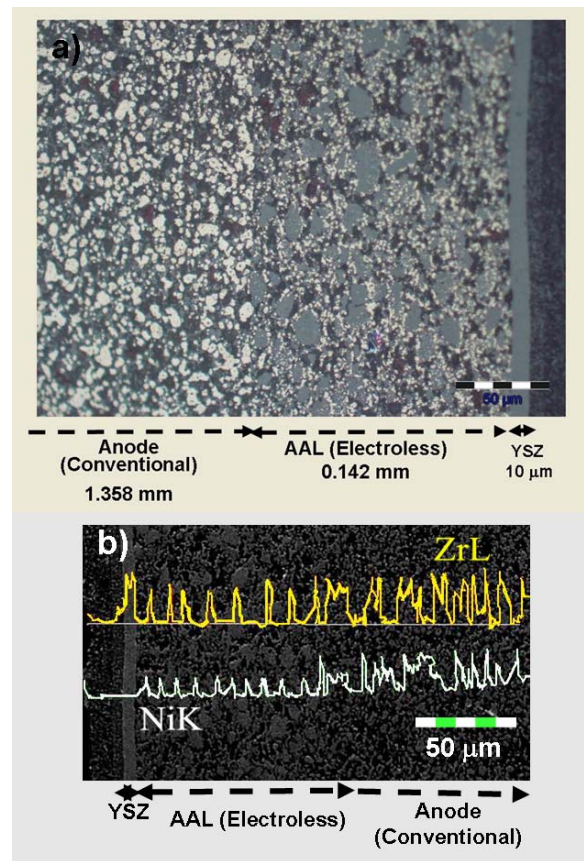 a)
50 µm
Anode
(Conventional)
1.358 mm
AAL (Electroless)
0.142 mm
YSZ
10 µm
b)
ZrL
NiK
50 µm
YSZ
AAL (Electroless)
Anode
(Conventional)